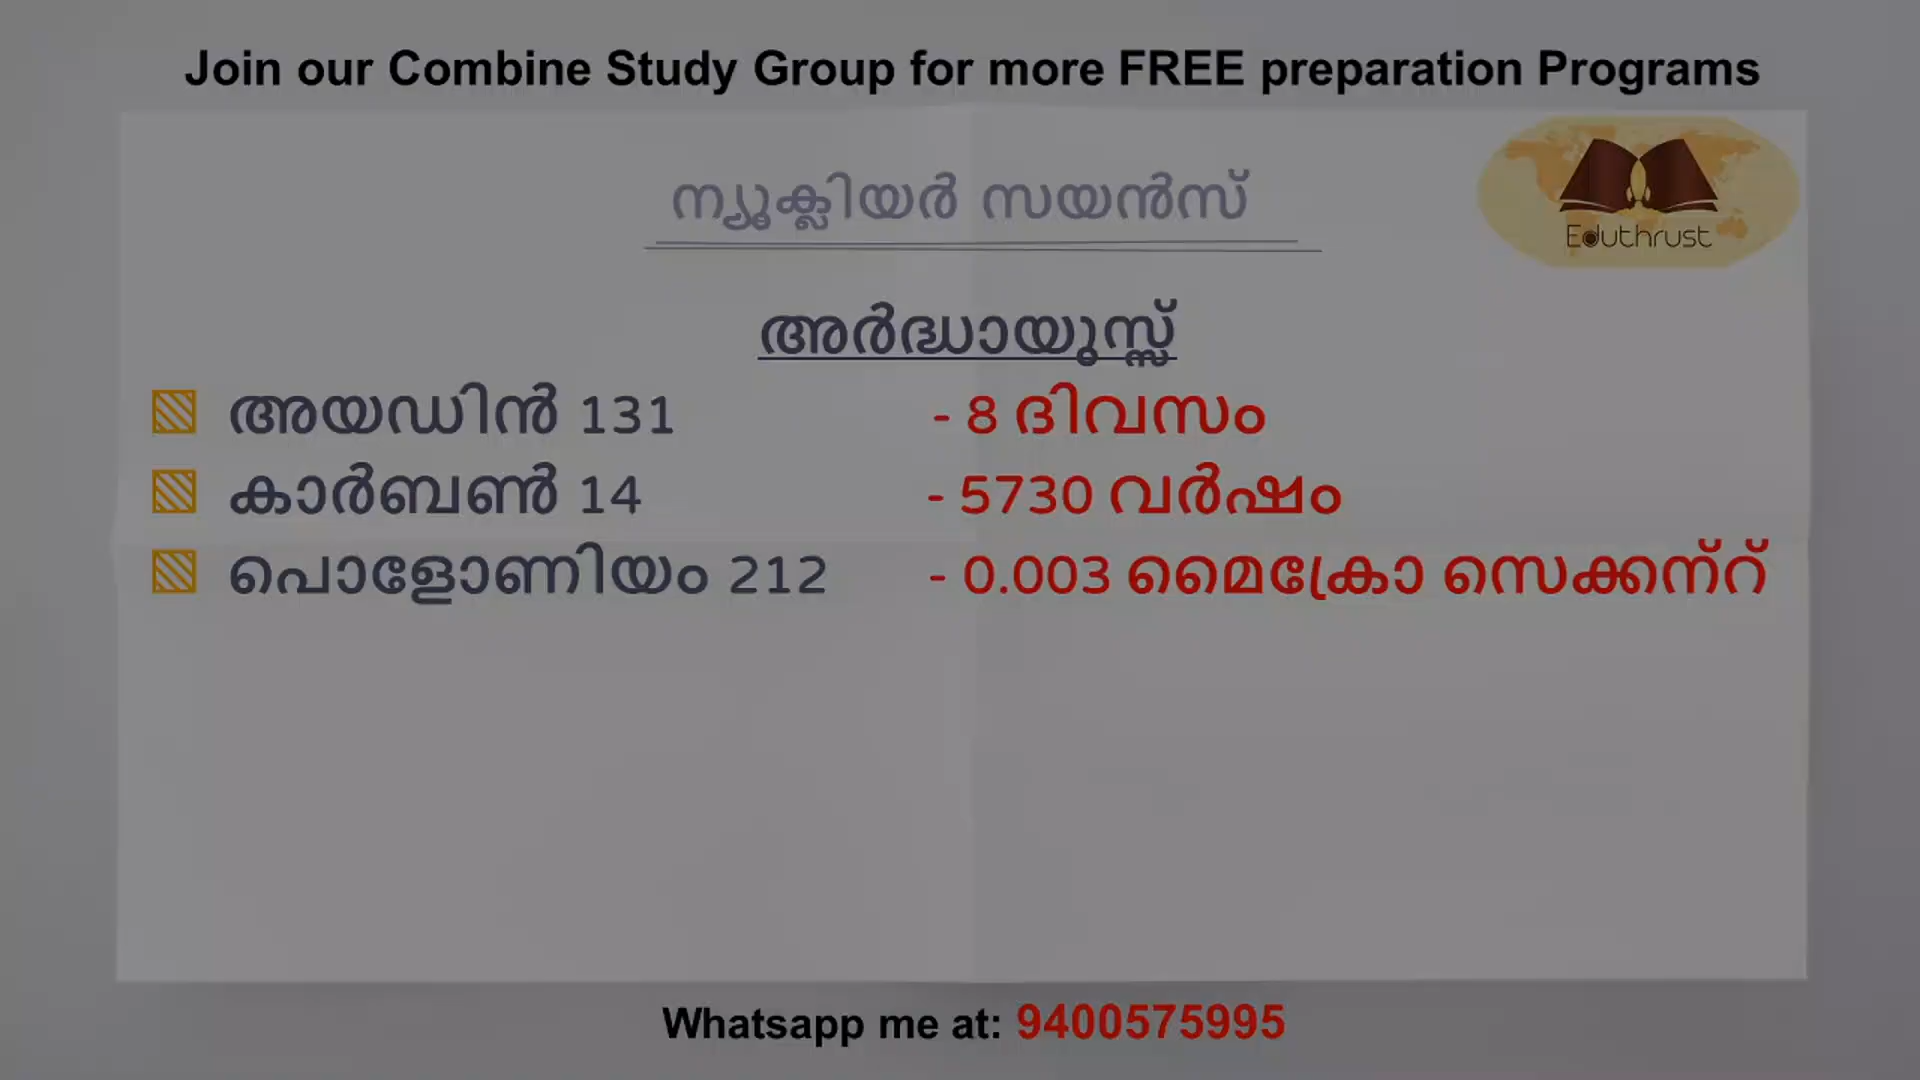 Join our Combine Study Group for more FREE preparation Programs
ന്യൂക്ലിയർ സയൻസ്
Eduthrust
അർദ്ധായുസ്സ്
അയഡിൻ 131 - 8 ദിവസം
കാർബൺ 14 - 5730 വർഷം
പൊളോണിയം 212 - 0.003 മൈക്രോ സെക്കന്റ്
Whatsapp me at: 9400575995